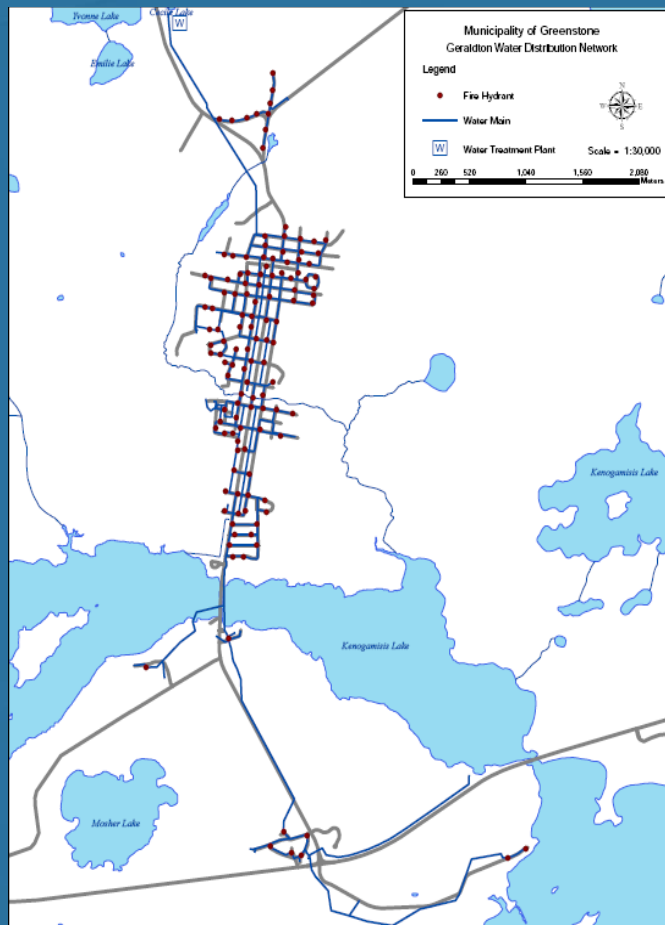 Yvonne Lake
Cecile Lake
W
Emilie Lake
Municipality of Greenstone
Geraldton Water Distribution Network
Legend
Fire Hydrant
Water Main
W Water Treatment Plant
N
W E
S
Scale = 1:30,000
0 260 520 1,040 1,560 2,080
Meters
Kenogamisis Lake
Kenogamisis Lake
Mosher Lake